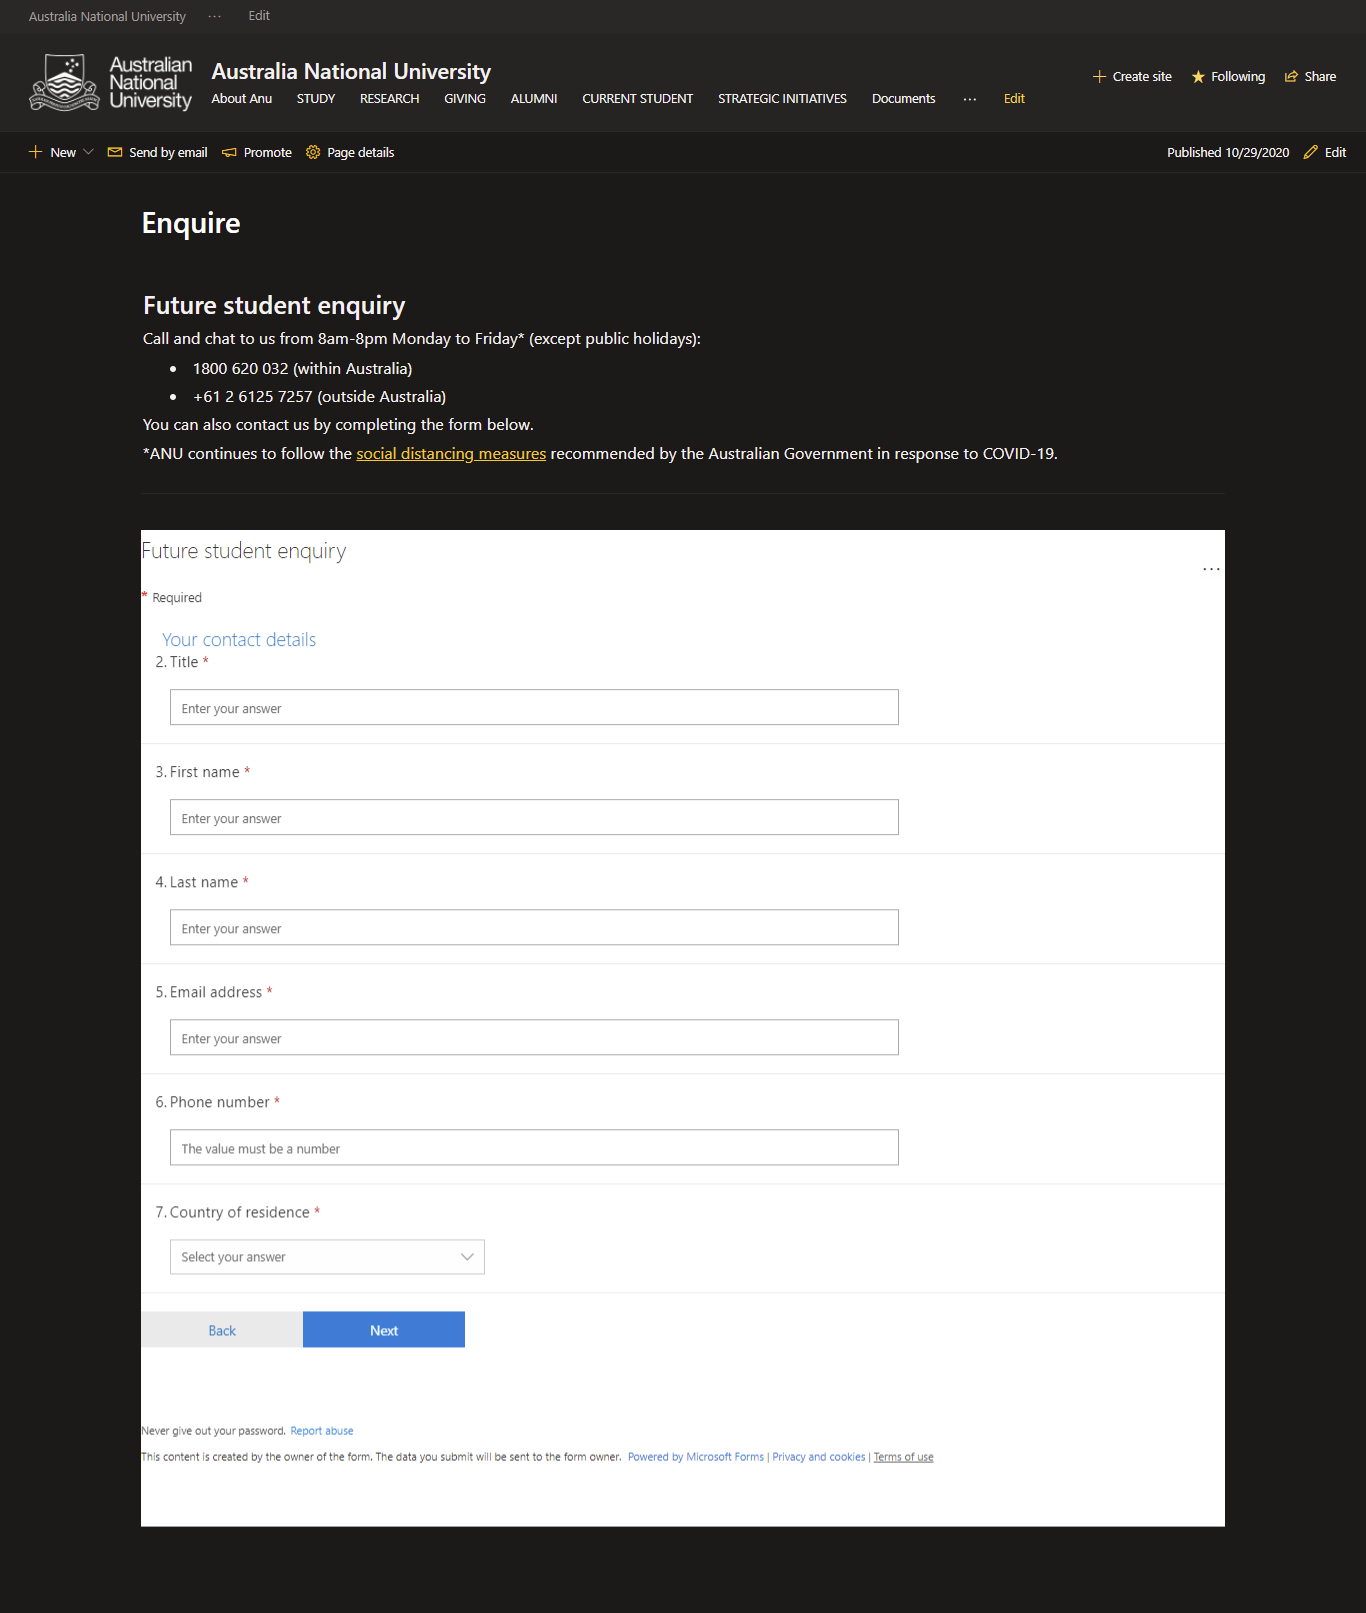 Australia National University ··· Edit
Australian
National
University
Australia National University
About Anu STUDY RESEARCH GIVING ALUMNI CURRENT STUDENT STRATEGIC INITIATIVES Documents ··· Edit
Create site Following Share
New Send by email Promote Page details Published 10/29/2020 Edit
Enquire
Future student enquiry
Call and chat to us from 8am-8pm Monday to Friday* (except public holidays):
• 1800 620 032 (within Australia)
• +61 2 6125 7257 (outside Australia)
You can also contact us by completing the form below.
*ANU continues to follow the social distancing measures recommended by the Australian Government in response to COVID-19.
Future student enquiry
···
* Required
Your contact details
2. Title *
Enter your answer
3. First name *
Enter your answer
4. Last name *
Enter your answer
5. Email address *
Enter your answer
6. Phone number *
The value must be a number
7. Country of residence *
Select your answer
Back Next
Never give out your password. Report abuse
This content is created by the owner of the form. The data you submit will be sent to the form owner. Powered by Microsoft Forms | Privacy and cookies | Terms of use